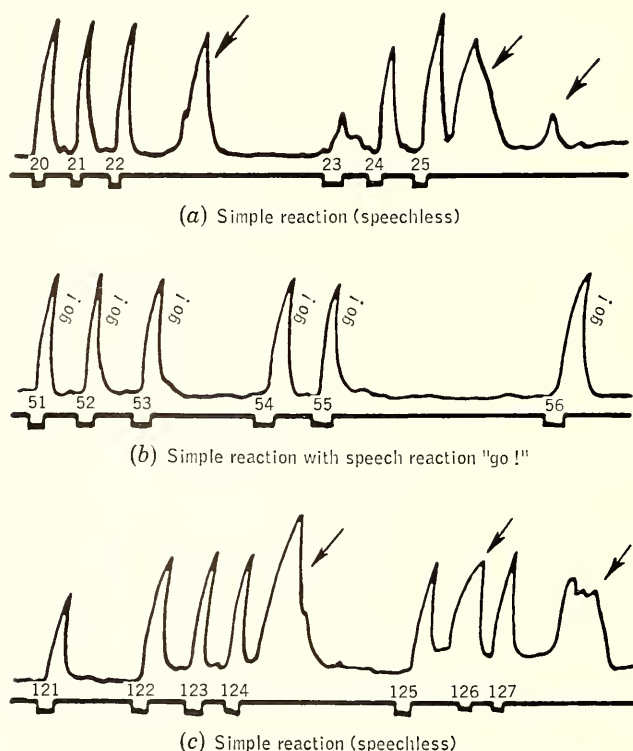 20 21 22 23 24 25
(a) Simple reaction (speechless)
go! go! go! go! go! go!
51 52 53 54 55 56
(b) Simple reaction with speech reaction "go!"
121 122 123 124 125 126 127
(c) Simple reaction (speechless)